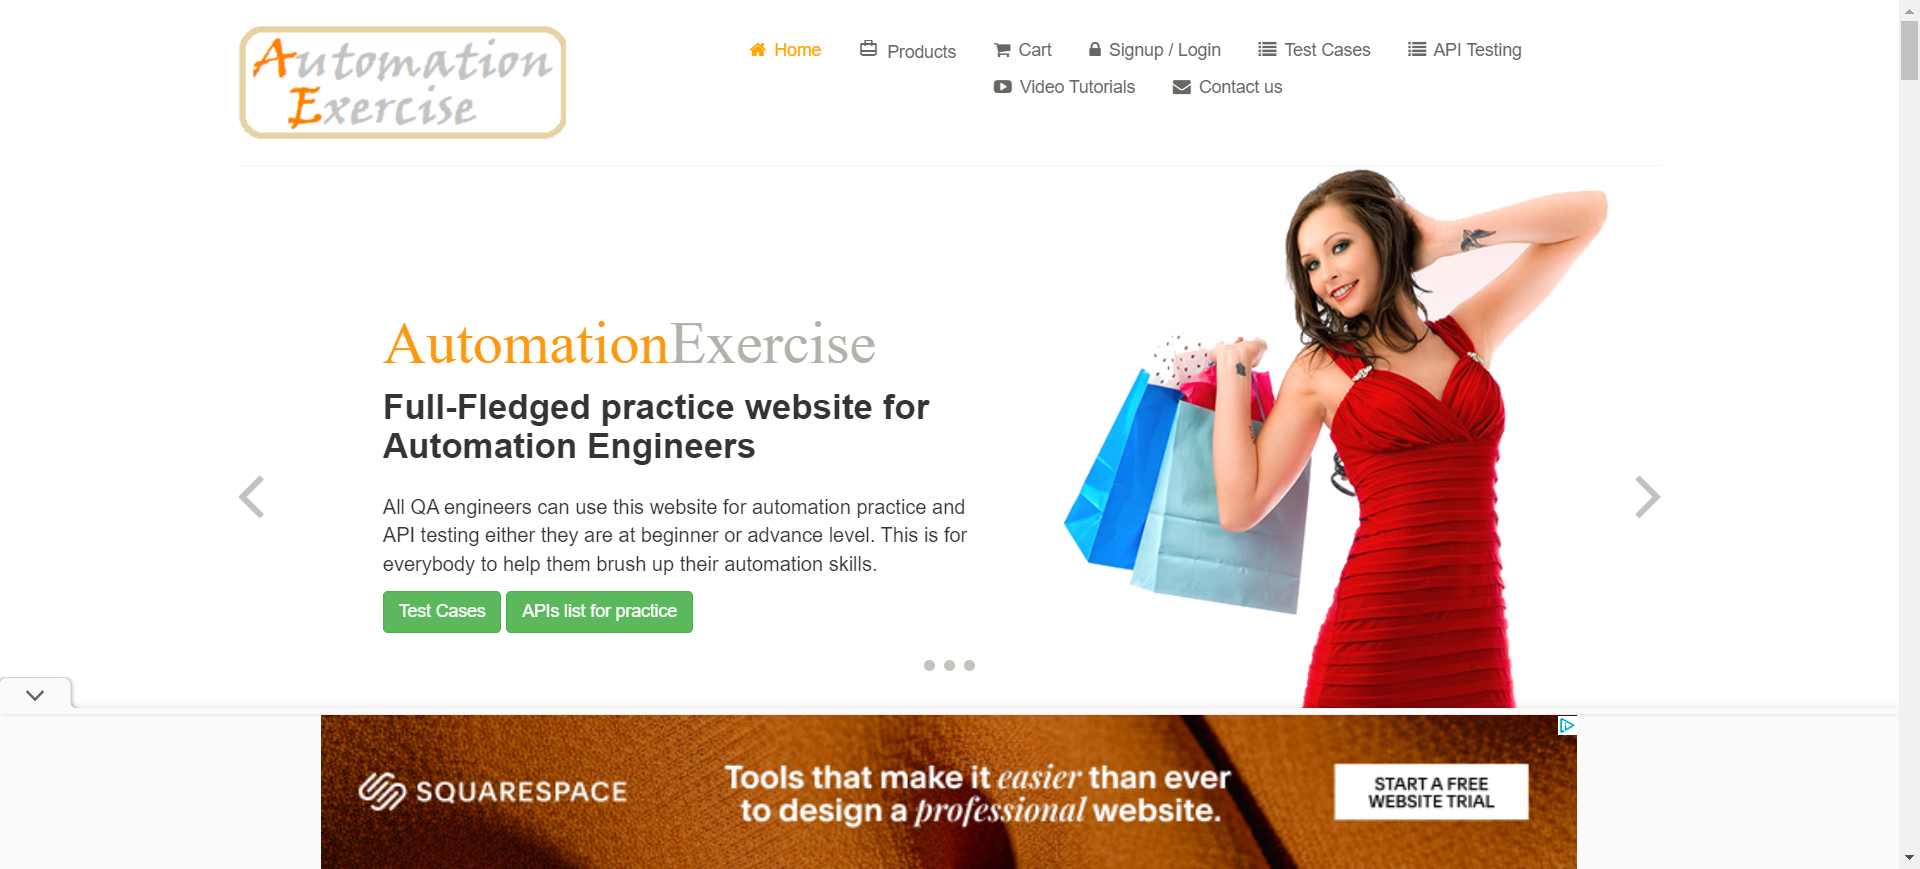 Automation
Exercise
Home
Products
Cart
Signup / Login
Test Cases
API Testing
Video Tutorials
Contact us
AutomationExercise
Full-Fledged practice website for
Automation Engineers
All QA engineers can use this website for automation practice and
API testing either they are at beginner or advance level. This is for
everybody to help them brush up their automation skills.
Test Cases
APIs list for practice
SQUARESPACE
Tools that make it easier than ever
to design a professional website.
START A FREE
WEBSITE TRIAL